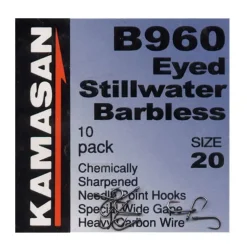 KAMASAN
B960
Eyed
Stillwater
Barbless
10
pack
SIZE
20
Chemically
Sharpened
Needle Point Hooks
Special Wide Gape
Heavy Carbon Wire